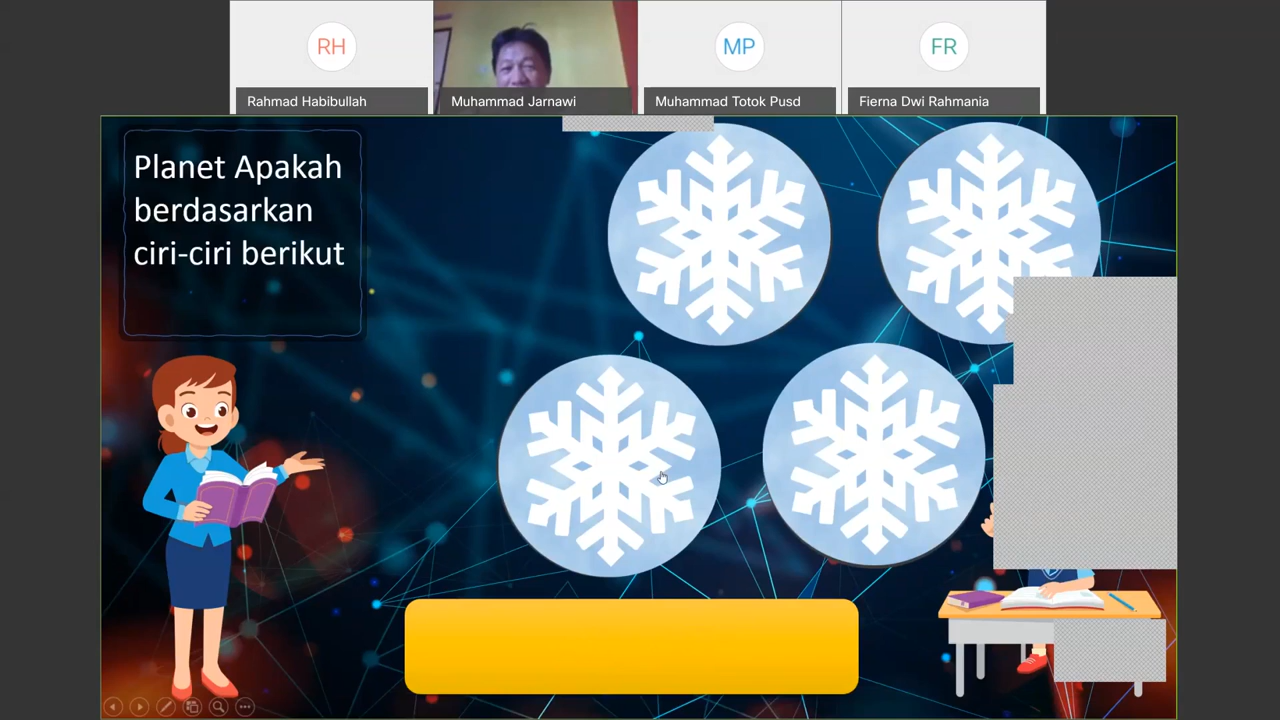 RH
MP
FR
Rahmad Habibullah
Muhammad Jarnawi
Muhammad Totok Pusd
Fierna Dwi Rahmania
Planet Apakah
berdasarkan
ciri-ciri berikut